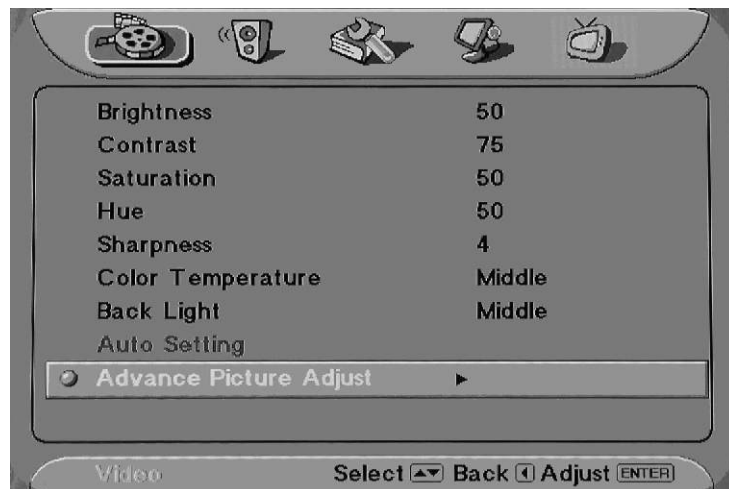 Brightness 50
Contrast 75
Saturation 50
Hue 50
Sharpness 4
Color Temperature Middle
Back Light Middle
Auto Setting
Advance Picture Adjust
Video Select Back Adjust ENTER